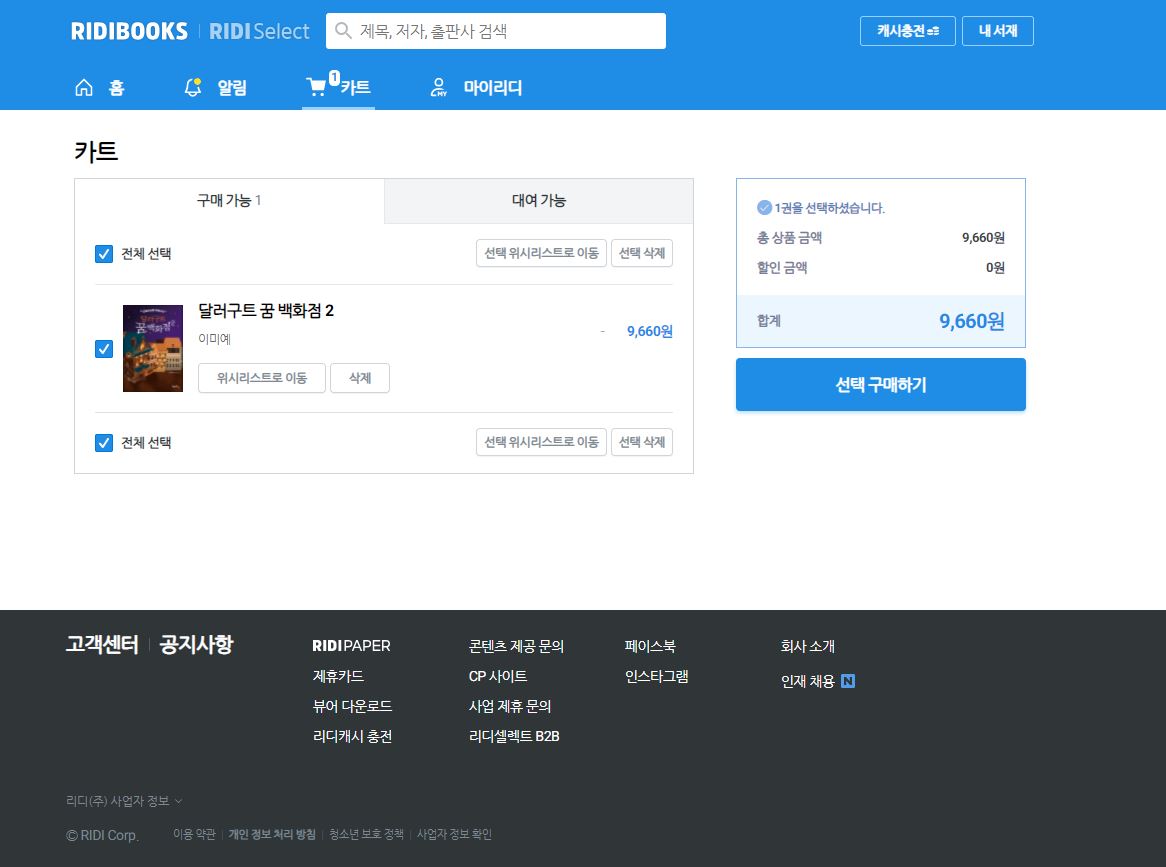 RIDIBOOKS RIDI Select 제목, 저자, 출판사 검색 캐시충전 내 서재
홈 알림 1 카트 마이리디
카트
구매 가능 1 대여 가능
전체 선택 선택 위시리스트로 이동 선택 삭제
달러구트 꿈 백화점 2
이미예
- 9,660원
위시리스트로 이동 삭제
전체 선택 선택 위시리스트로 이동 선택 삭제
1권을 선택하셨습니다.
총 상품 금액 9,660원
할인 금액 0원
합계 9,660원
선택 구매하기
달러구트
꿈 백화점 2
고객센터 공지사항
RIDIPAPER
제휴카드
뷰어 다운로드
리디캐시 충전
콘텐츠 제공 문의
CP 사이트
사업 제휴 문의
리디셀렉트 B2B
페이스북
인스타그램
회사 소개
인재 채용 N
리디(주) 사업자 정보
© RIDI Corp. 이용 약관 개인 정보 처리 방침 청소년 보호 정책 사업자 정보 확인